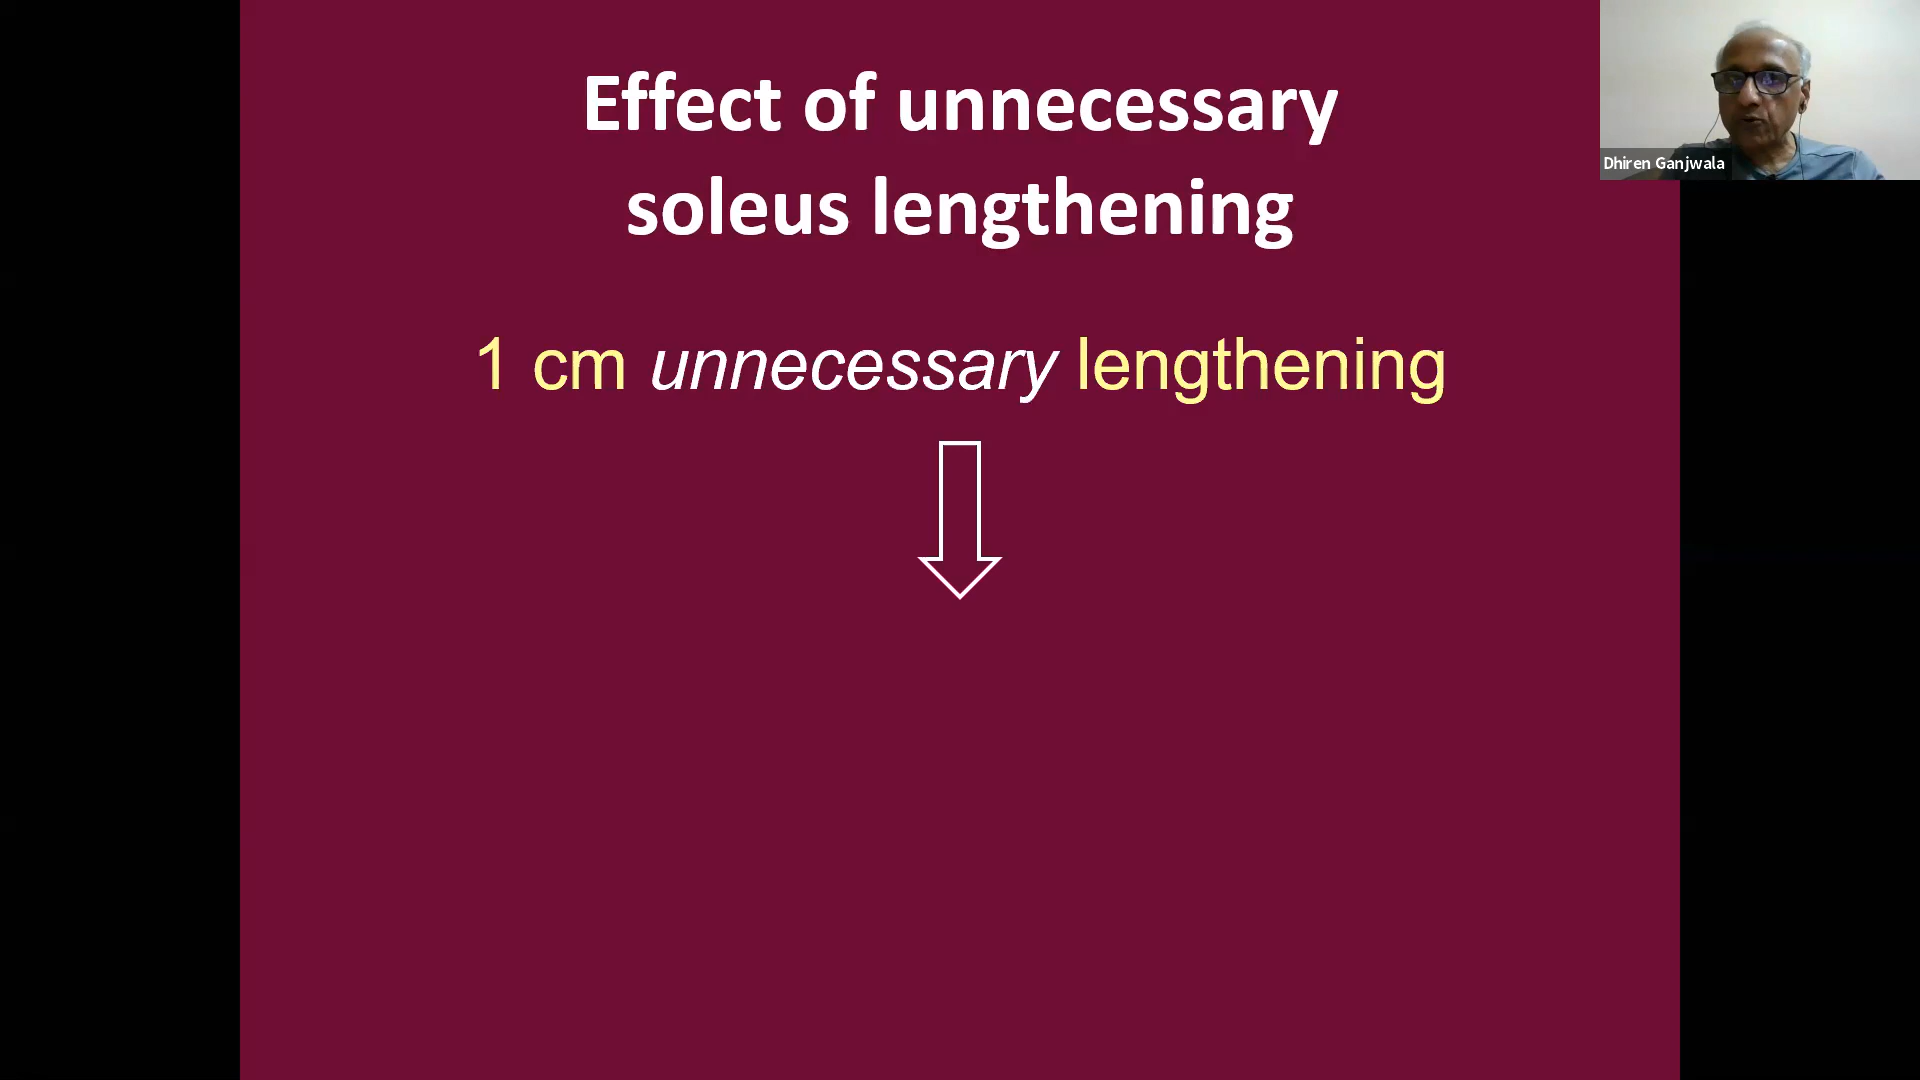 Effect of unnecessary
soleus lengthening
1 cm unnecessary lengthening
Dhiren Ganjwala